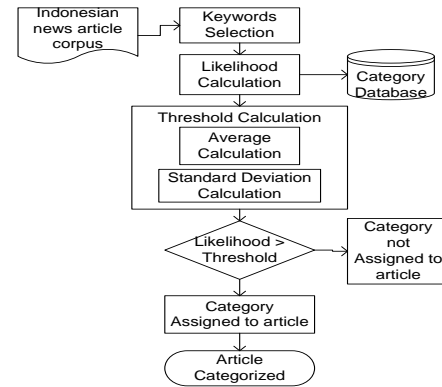 Indonesian
news article
corpus
Keywords
Selection
Likelihood
Calculation
Category
Database
Threshold Calculation
Average
Calculation
Standard Deviation
Calculation
Likelihood >
Threshold
Category
not
Assigned to
article
Category
Assigned to article
Article
Categorized